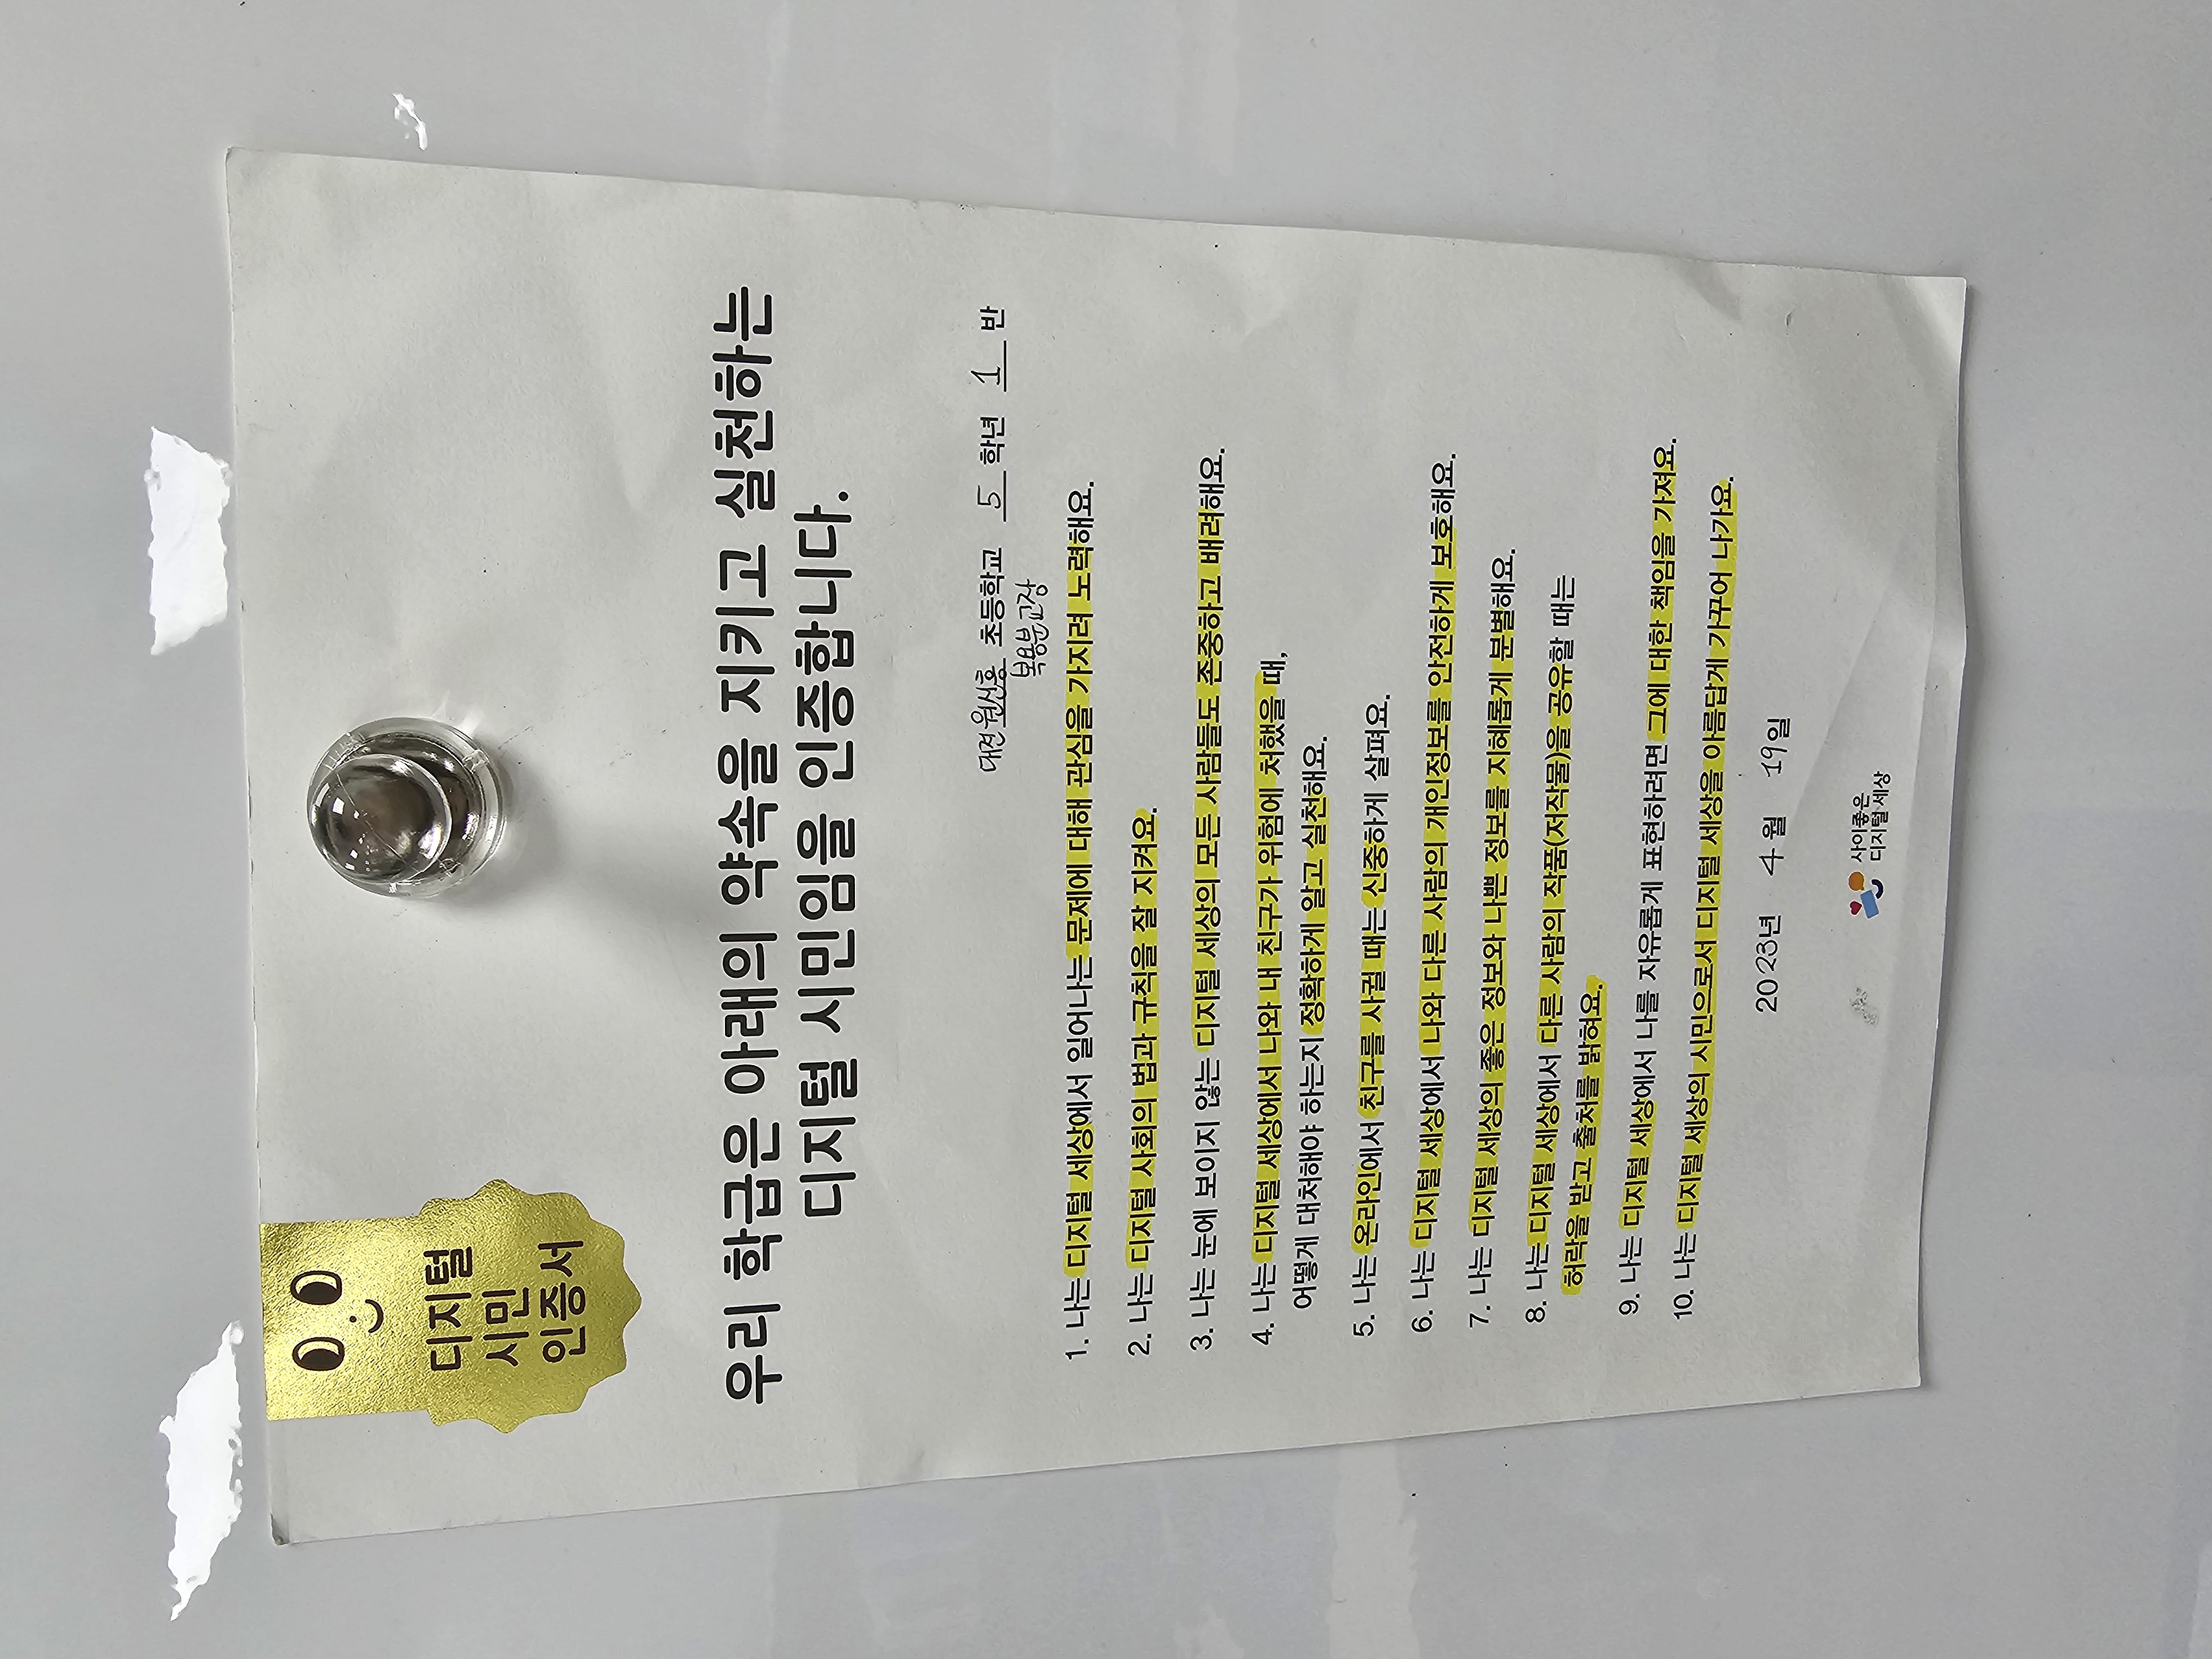 디지털
시민
인증서
우리 학급은 아래의 약속을 지키고 실천하는
디지털 시민임을 인증합니다.
대전원신흥 초등학교 5 학년 1 반
복용분교장
1. 나는 디지털 세상에서 일어나는 문제에 대해 관심을 가지려 노력해요.
2. 나는 디지털 사회의 법과 규칙을 잘 지켜요.
3. 나는 눈에 보이지 않는 디지털 세상의 모든 사람들도 존중하고 배려해요.
4. 나는 디지털 세상에서 나와 내 친구가 위험에 처했을 때,
어떻게 대처해야 하는지 정확하게 알고 실천해요.
5. 나는 온라인에서 친구를 사귈 때는 신중하게 살펴요.
6. 나는 디지털 세상에서 나와 다른 사람의 개인정보를 안전하게 보호해요.
7. 나는 디지털 세상의 좋은 정보와 나쁜 정보를 지혜롭게 분별해요.
8. 나는 디지털 세상에서 다른 사람의 작품(저작물)을 공유할 때는
허락을 받고 출처를 밝혀요.
9. 나는 디지털 세상에서 나를 자유롭게 표현하려면 그에 대한 책임을 가져요.
10. 나는 디지털 세상의 시민으로서 디지털 세상을 아름답게 가꾸어 나가요.
2023년 4월 19일
사이좋은
디지털 세상